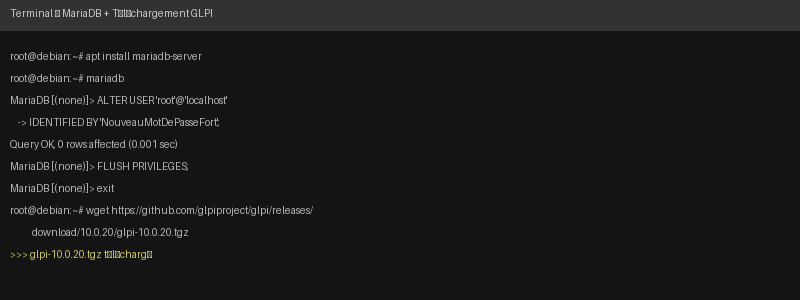 Terminal □ MariaDB + T□l□chargement GLPI
root@debian:~# apt install mariadb-server
root@debian:~# mariadb
MariaDB [(none)]> ALTER USER 'root'@'localhost'
-> IDENTIFIED BY 'NouveauMotDePasseFort';
Query OK, 0 rows affected (0.001 sec)
MariaDB [(none)]> FLUSH PRIVILEGES;
MariaDB [(none)]> exit
root@debian:~# wget https://github.com/glpiproject/glpi/releases/
download/10.0.20/glpi-10.0.20.tgz
>>> glpi-10.0.20.tgz t□l□charg□